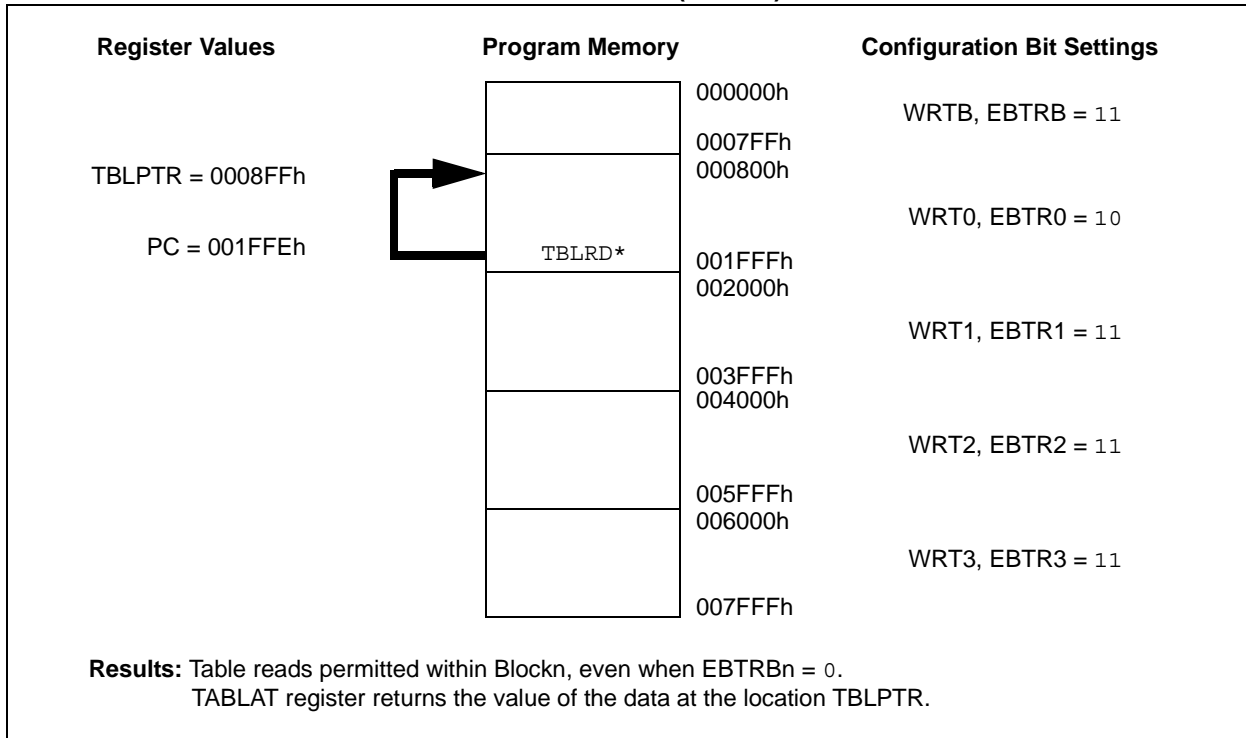 Register Values Program Memory Configuration Bit Settings
000000h
WRTB, EBTRB = 11
0007FFh
TBLPTR = 0008FFh 000800h
WRT0, EBTR0 = 10
PC = 001FFEh TBLRD* 001FFFh
002000h
WRT1, EBTR1 = 11
003FFFh
004000h
WRT2, EBTR2 = 11
005FFFh
006000h
WRT3, EBTR3 = 11
007FFFh
Results: Table reads permitted within Blockn, even when EBTRBn = 0.
TABLAT register returns the value of the data at the location TBLPTR.